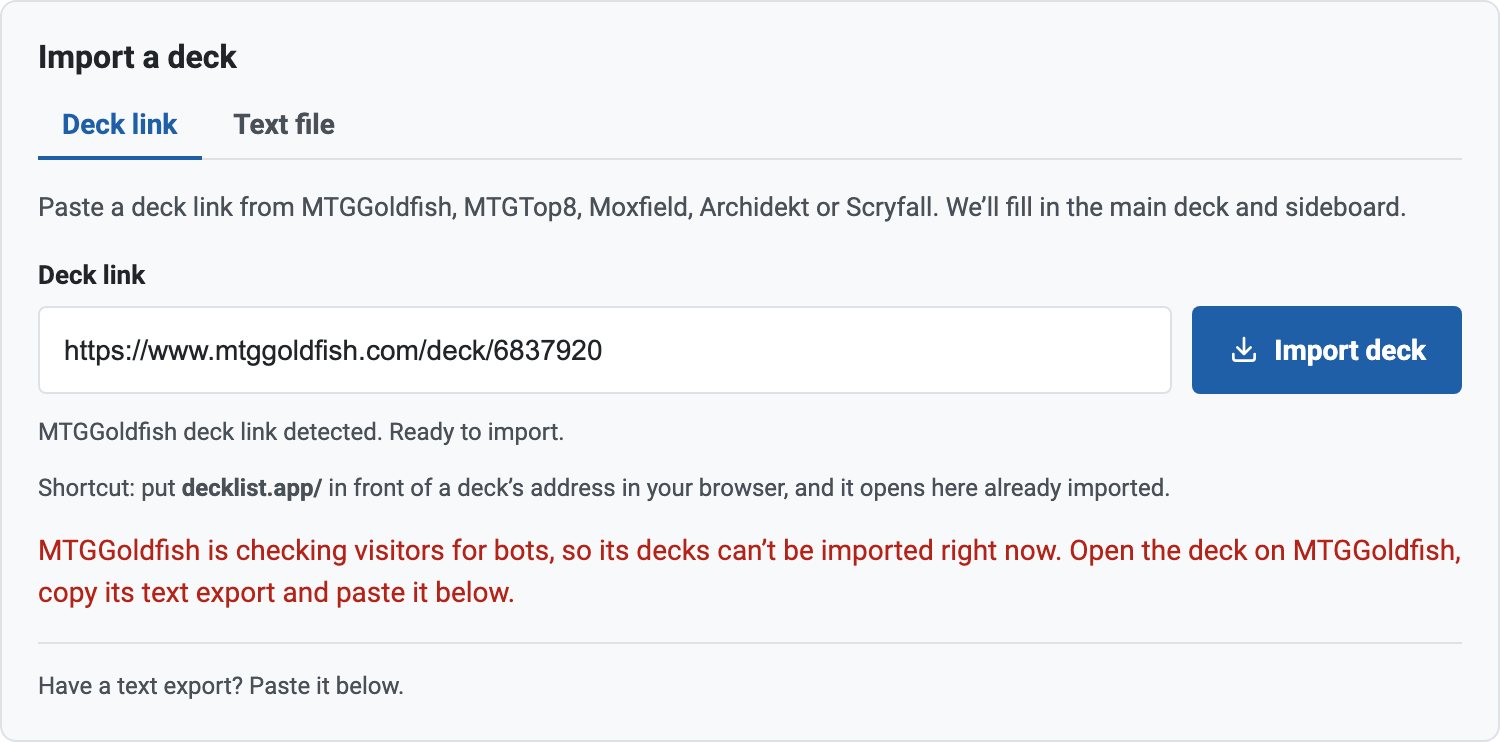 Import a deck
Deck link
Text file
Paste a deck link from MTGGoldfish, MTGTop8, Moxfield, Archidekt or Scryfall. We’ll fill in the main deck and sideboard.
Deck link
https://www.mtggoldfish.com/deck/6837920
Import deck
MTGGoldfish deck link detected. Ready to import.
Shortcut: put decklist.app/ in front of a deck’s address in your browser, and it opens here already imported.
MTGGoldfish is checking visitors for bots, so its decks can’t be imported right now. Open the deck on MTGGoldfish,
copy its text export and paste it below.
Have a text export? Paste it below.